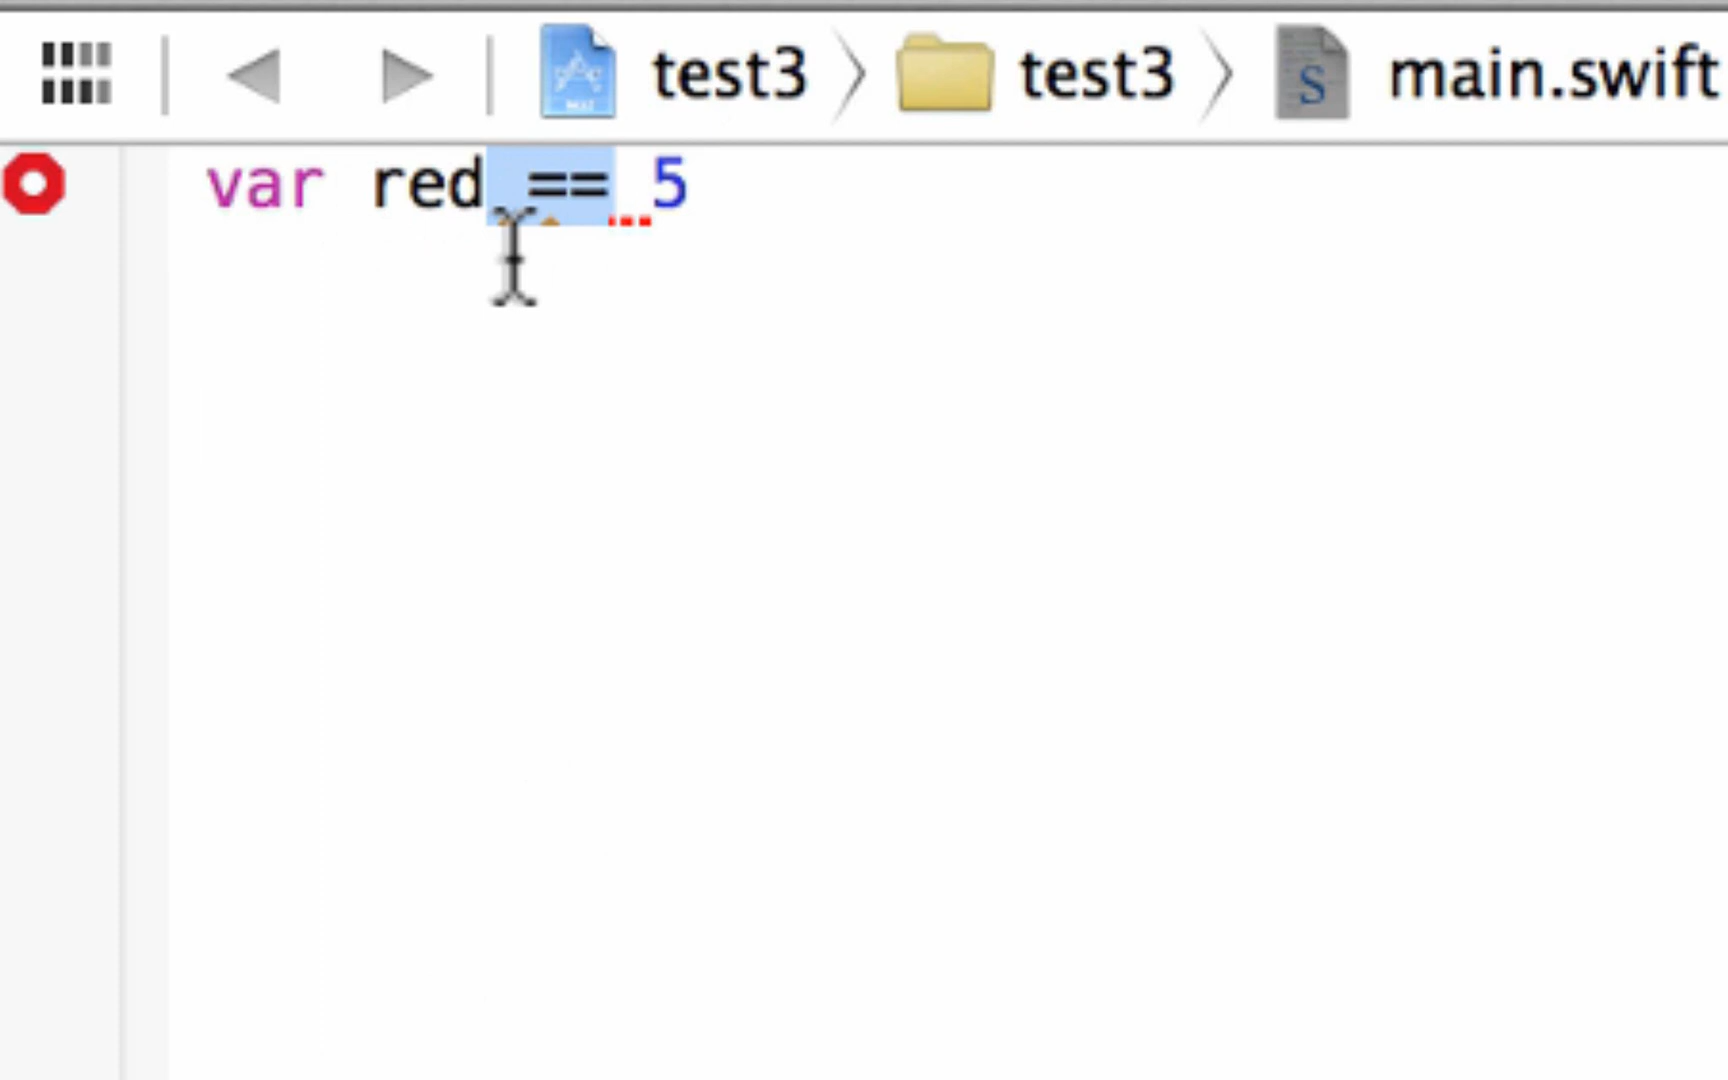 test3 test3 main.swift
var red == 5